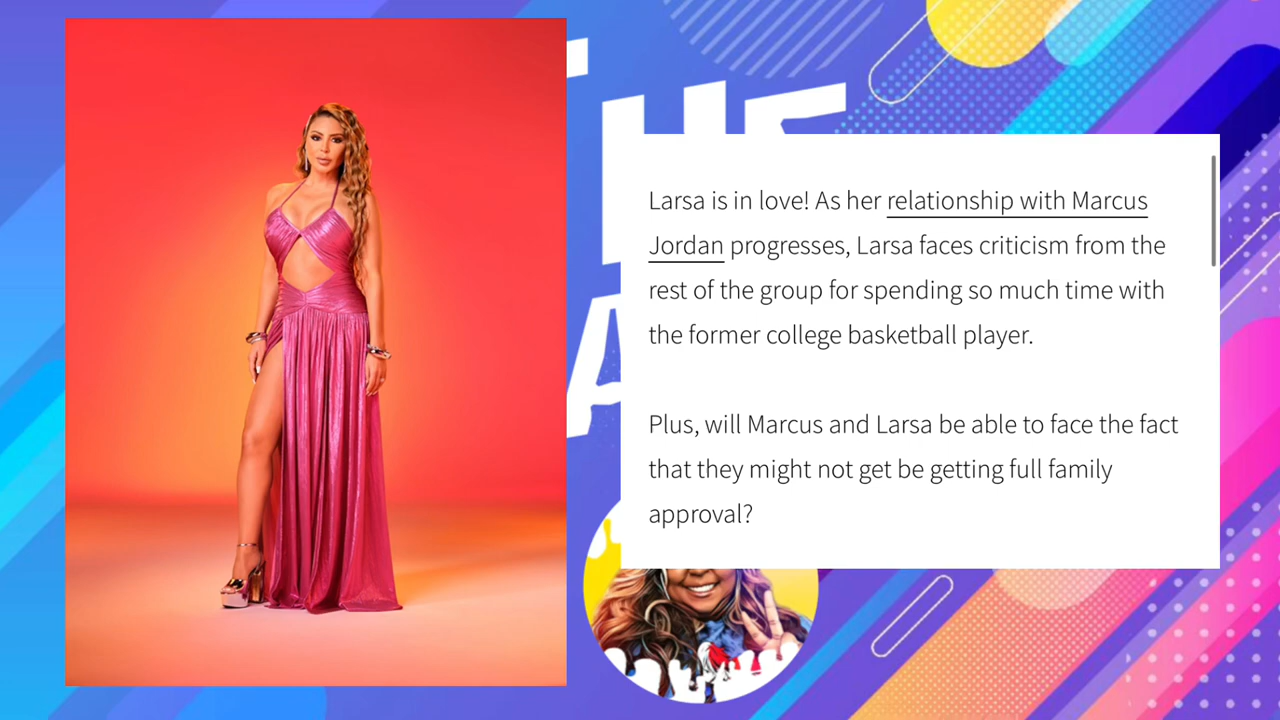 Larsa is in love! As her relationship with Marcus
Jordan progresses, Larsa faces criticism from the
rest of the group for spending so much time with
the former college basketball player.
Plus, will Marcus and Larsa be able to face the fact
that they might not get be getting full family
approval?